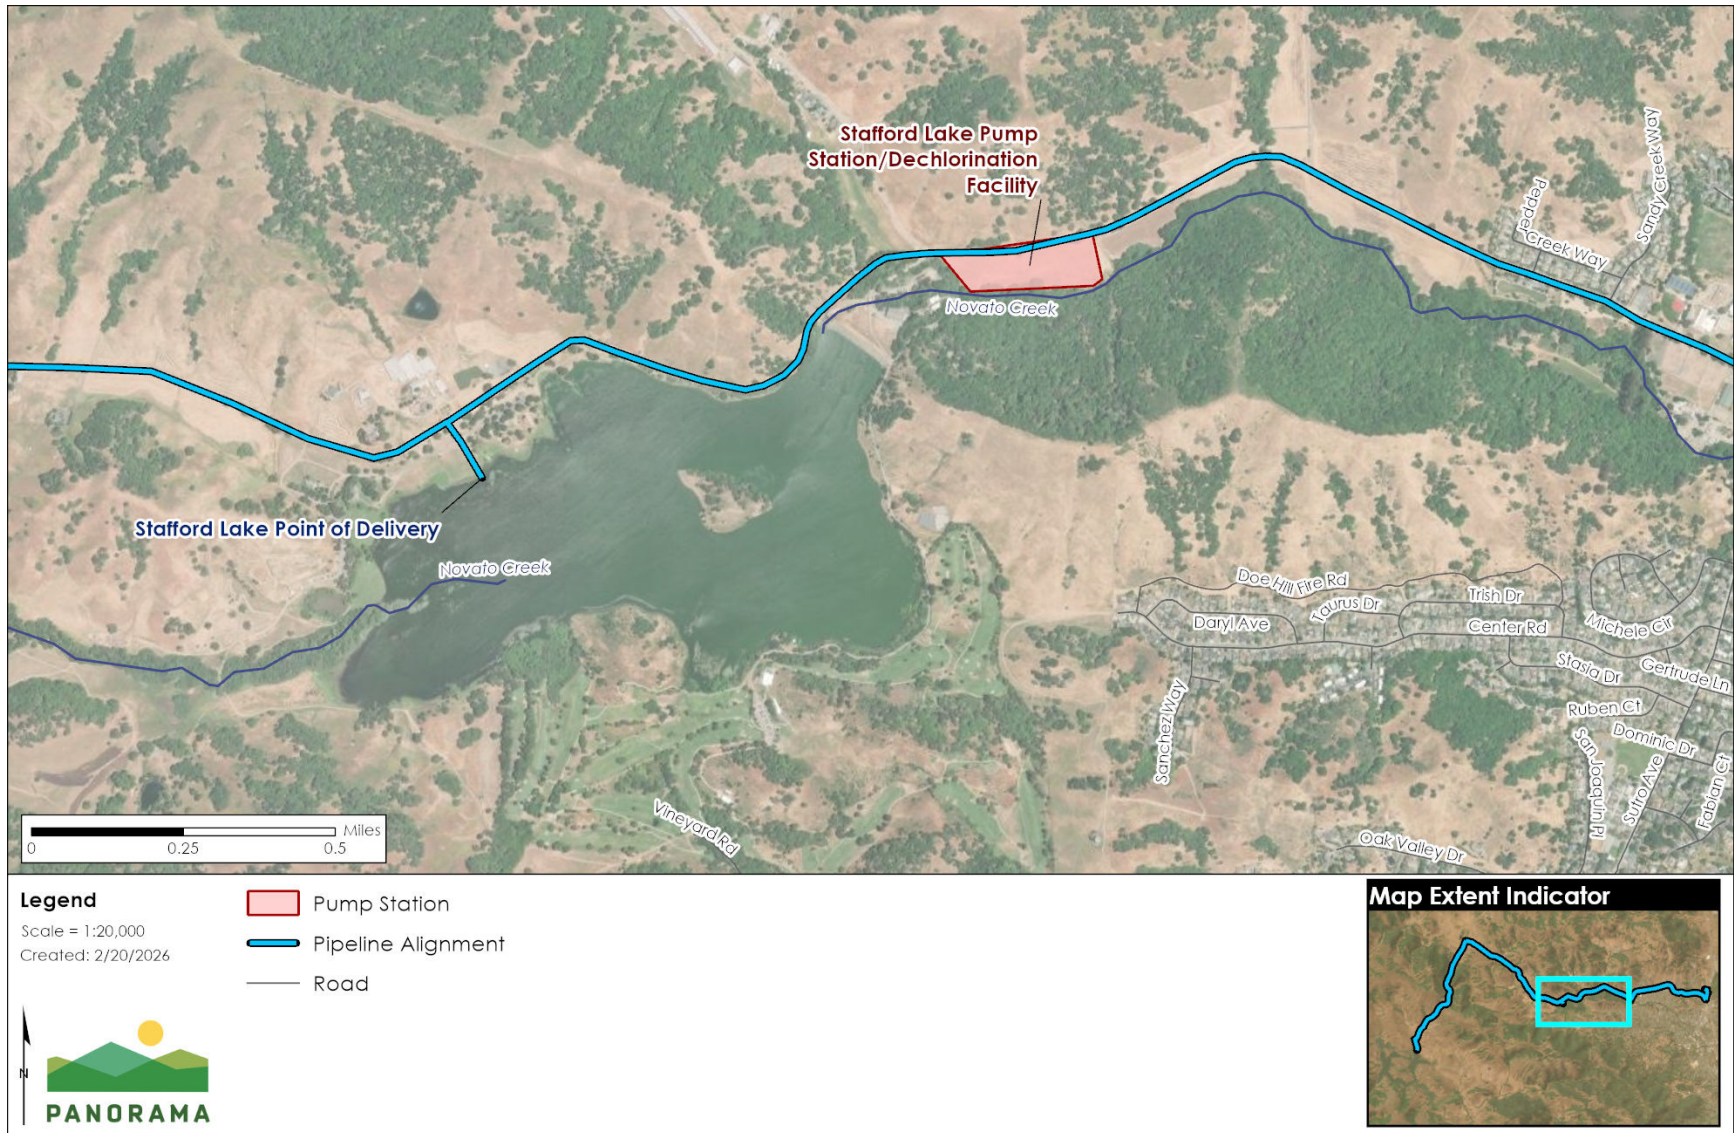 Stafford Lake Pump
Station/Dechlorination
Facility
Novato Creek
Pepper
Creek Way
Sandy Creek Way
Stafford Lake Point of Delivery
Novato Creek
Doe Hill Fire Rd
Taurus Dr
Trish Dr
Daryl Ave
Center Rd
Michele Cir
Stasia Dr
Gertrude Ln
Ruben Ct
Dominic Dr
Sanchez Way
San Joaquin Pl
Sutro Ave
Fabian Ct
Vineyard Rd
Oak Valley Dr
Miles
0
0.25
0.5
Legend
Scale = 1:20,000
Created: 2/20/2026
Pump Station
Pipeline Alignment
Road
N
PANORAMA
Map Extent Indicator